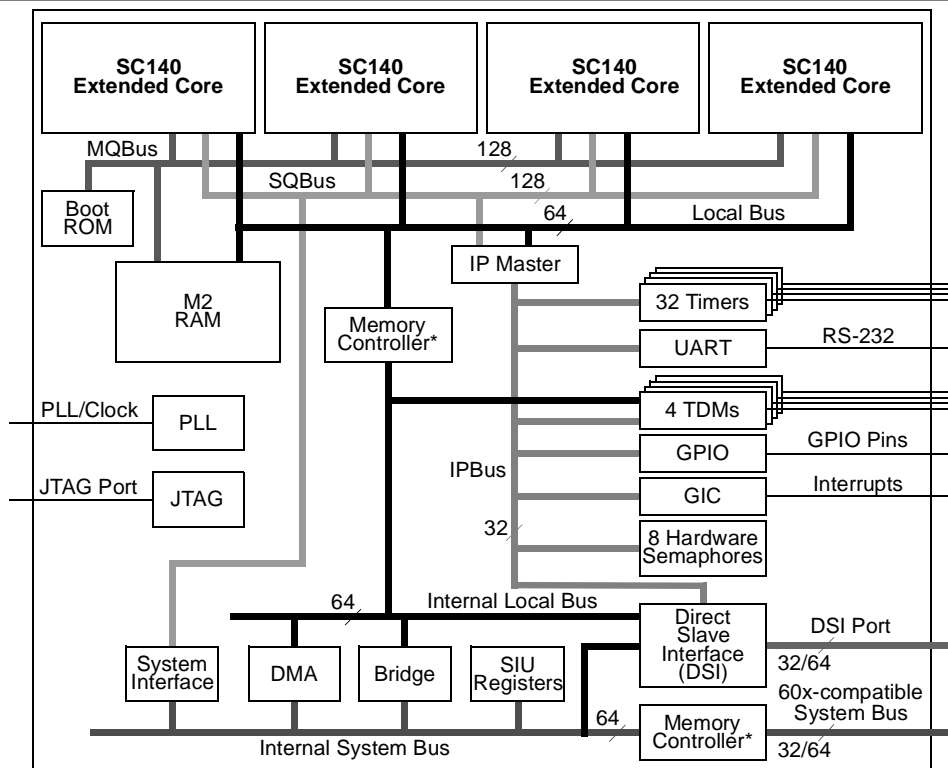 SC140
Extended Core
SC140
Extended Core
SC140
Extended Core
SC140
Extended Core
MQBus
128
SQBus
128
Boot
ROM
64
Local Bus
IP Master
M2
RAM
Memory
Controller*
32 Timers
UART
RS-232
PLL/Clock
PLL
4 TDMs
GPIO
GPIO Pins
IPBus
JTAG Port
JTAG
GIC
Interrupts
32
8 Hardware
Semaphores
64
Internal Local Bus
Direct
Slave
Interface
(DSI)
DSI Port
32/64
System
Interface
DMA
Bridge
SIU
Registers
60x-compatible
System Bus
64
Memory
Controller*
32/64
Internal System Bus